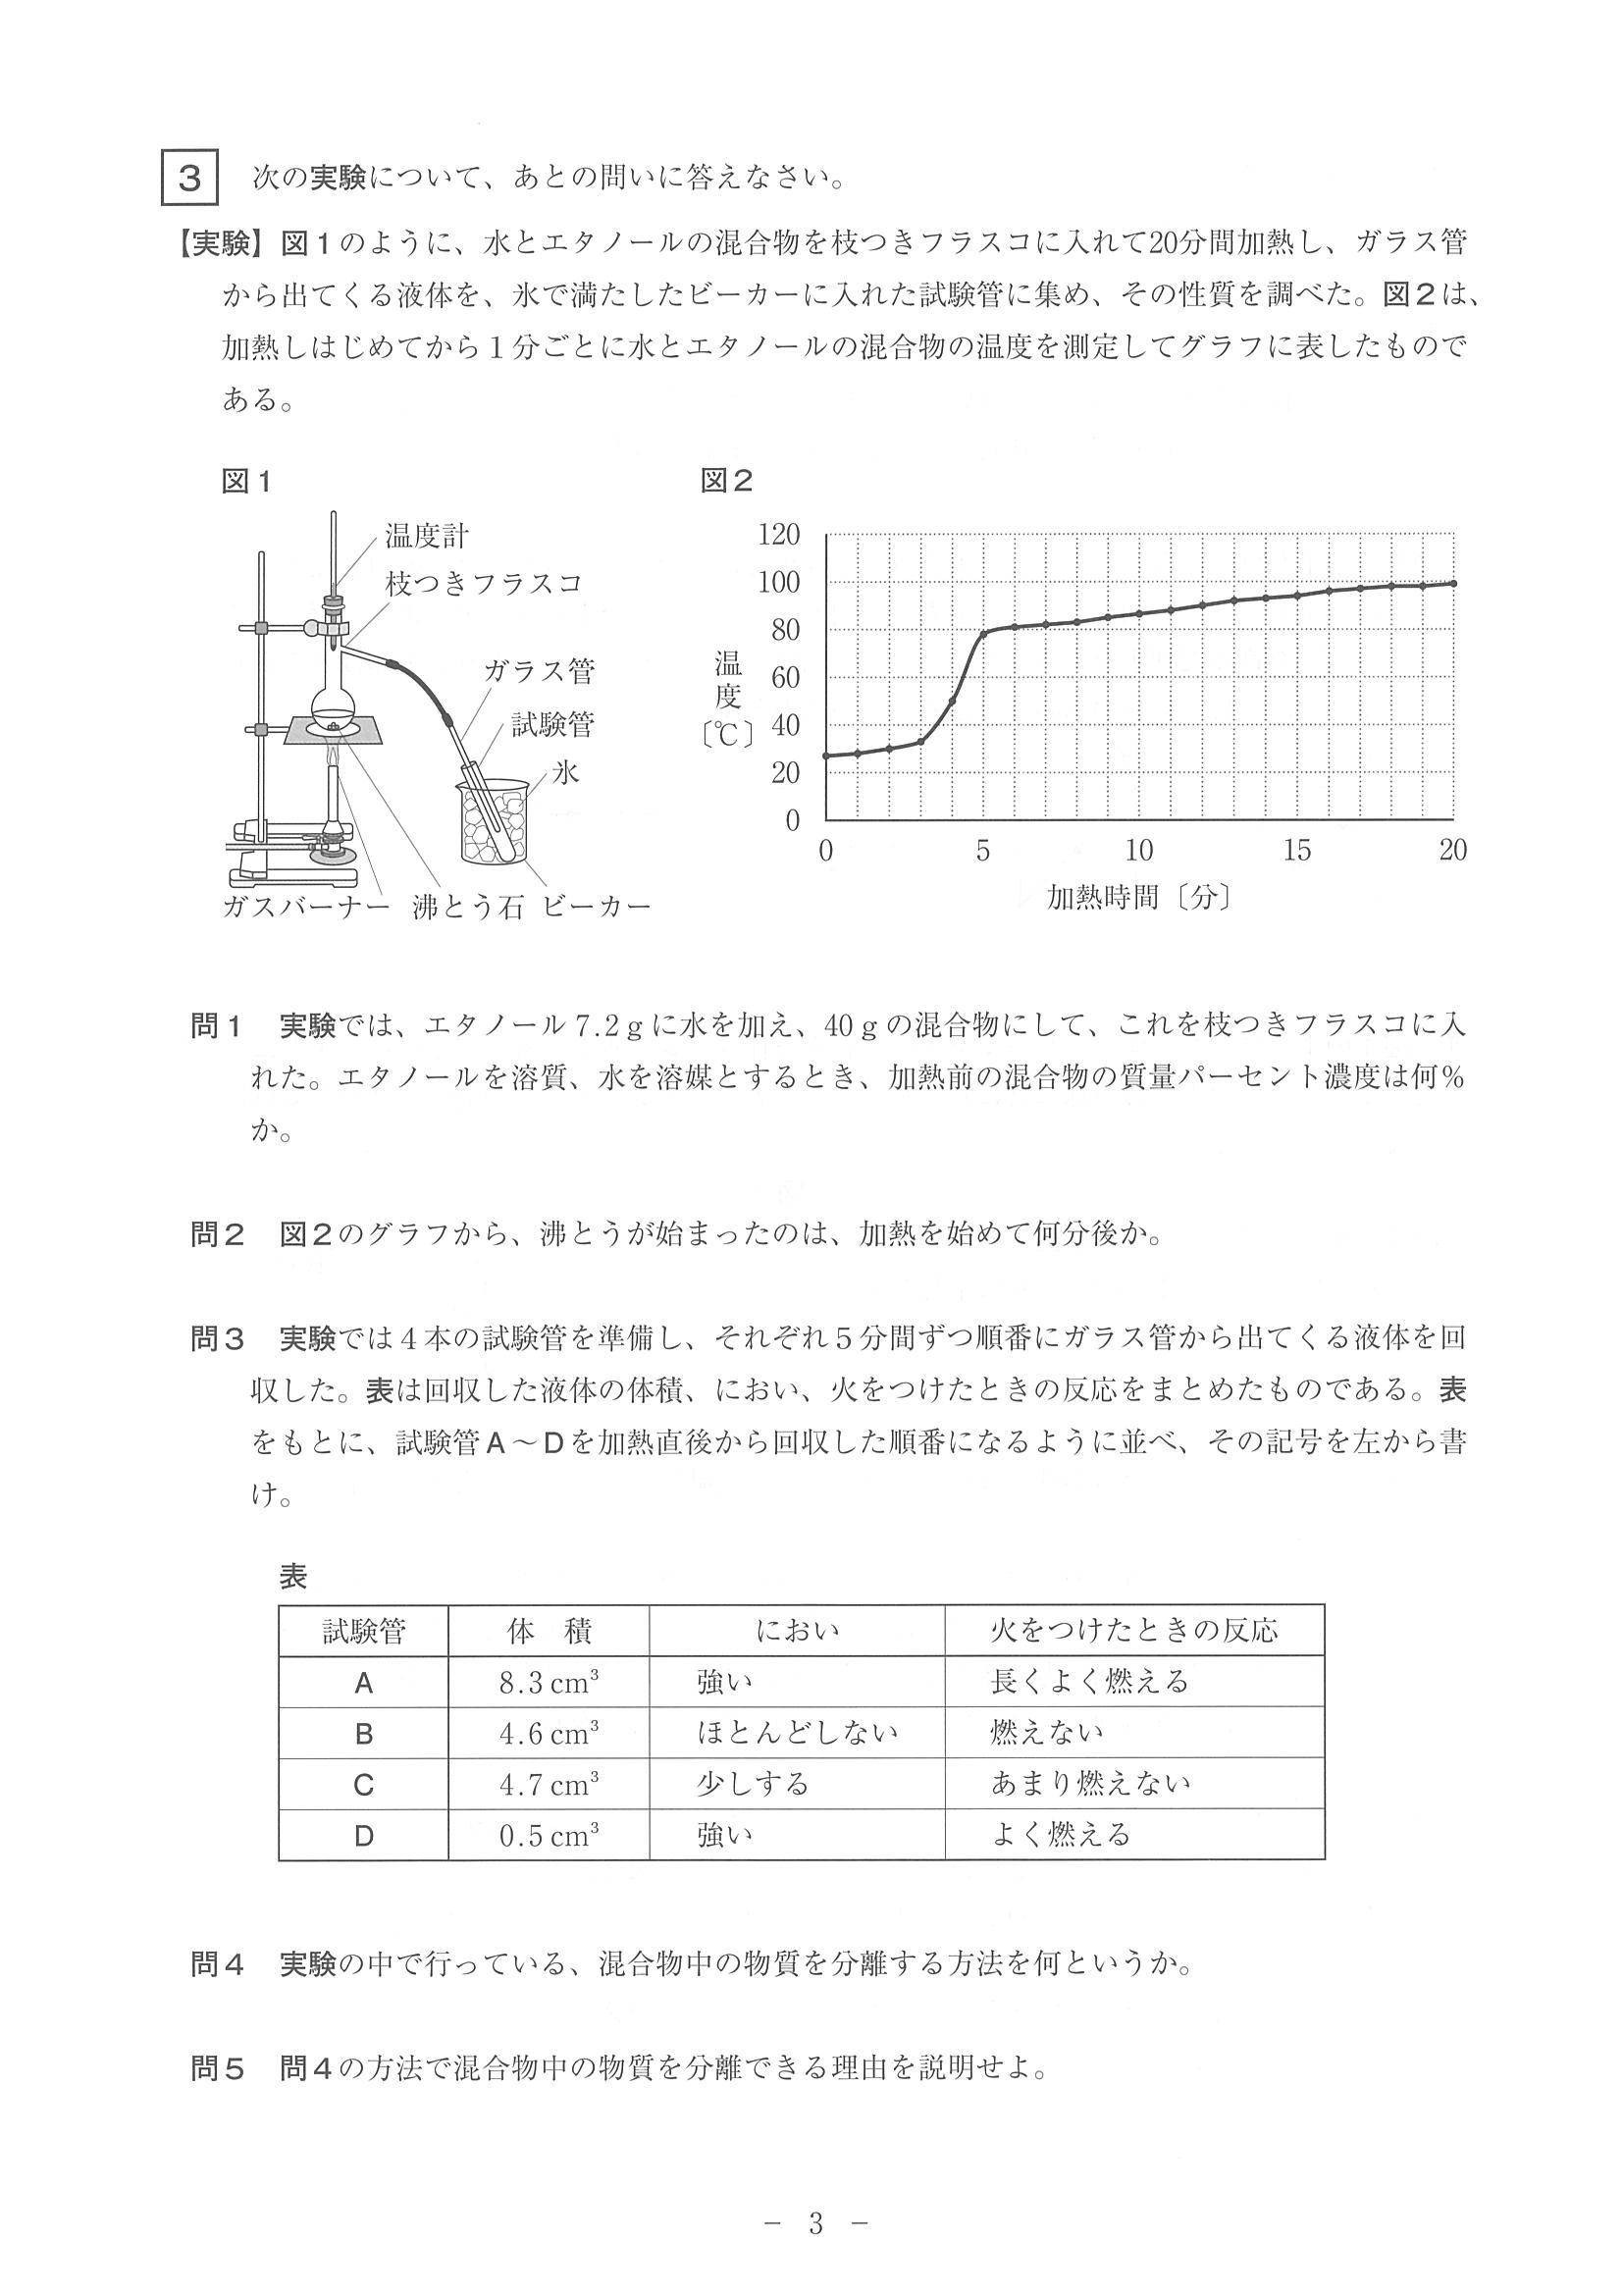 3 次の実験について、あとの問いに答えなさい。
【実験】図1のように、水とエタノールの混合物を枝つきフラスコに入れて20分間加熱し、ガラス管
から出てくる液体を、氷で満たしたビーカーに入れた試験管に集め、その性質を調べた。図2は、
加熱しはじめてから1分ごとに水とエタノールの混合物の温度を測定してグラフに表したもので
ある。
図1
温度計
枝つきフラスコ
ガラス管
試験管
氷
ガスバーナー 沸とう石 ビーカー
図2
120
100
80
60
40
20
0
温度〔℃〕
0 5 10 15 20
加熱時間〔分〕
問1 実験では、エタノール7.2gに水を加え、40gの混合物にして、これを枝つきフラスコに入
れた。エタノールを溶質、水を溶媒とするとき、加熱前の混合物の質量パーセント濃度は何%
か。
問2 図2のグラフから、沸とうが始まったのは、加熱を始めて何分後か。
問3 実験では4本の試験管を準備し、それぞれ5分間ずつ順番にガラス管から出てくる液体を回
収した。表は回収した液体の体積、におい、火をつけたときの反応をまとめたものである。表
をもとに、試験管A～Dを加熱直後から回収した順番になるように並べ、その記号を左から書
け。
表
試験管 体 積 におい 火をつけたときの反応
A 8.3cm³ 強い 長くよく燃える
B 4.6cm³ ほとんどしない 燃えない
C 4.7cm³ 少しする あまり燃えない
D 0.5cm³ 強い よく燃える
問4 実験の中で行っている、混合物中の物質を分離する方法を何というか。
問5 問4の方法で混合物中の物質を分離できる理由を説明せよ。
－ 3 －